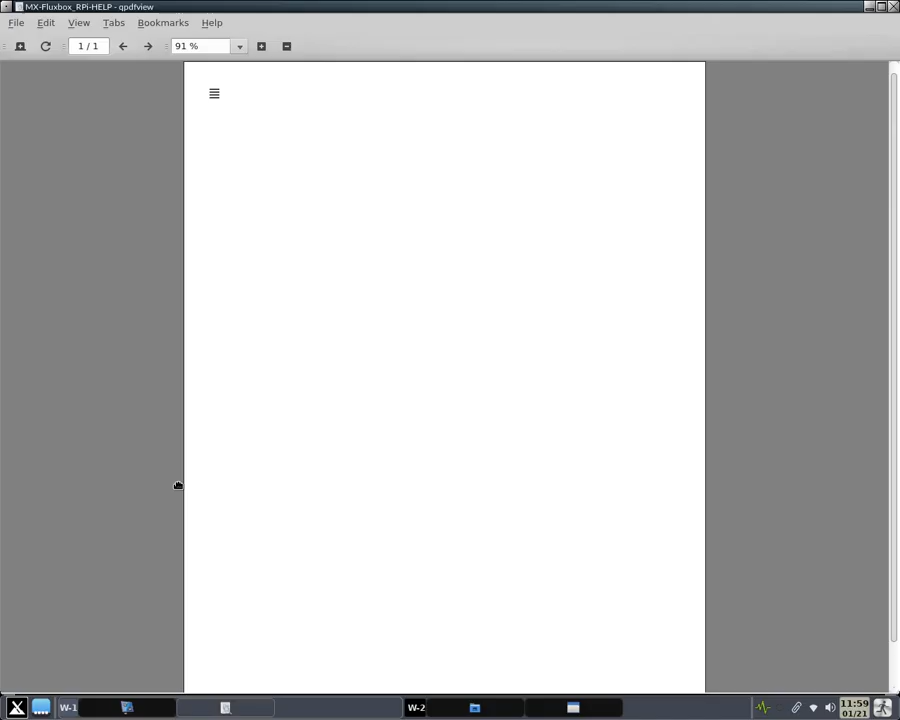 MX-Fluxbox_RPi-HELP - qpdfview
File Edit View Tabs Bookmarks Help
1 / 1 91 %
W-1 W-2 11:59
01/21